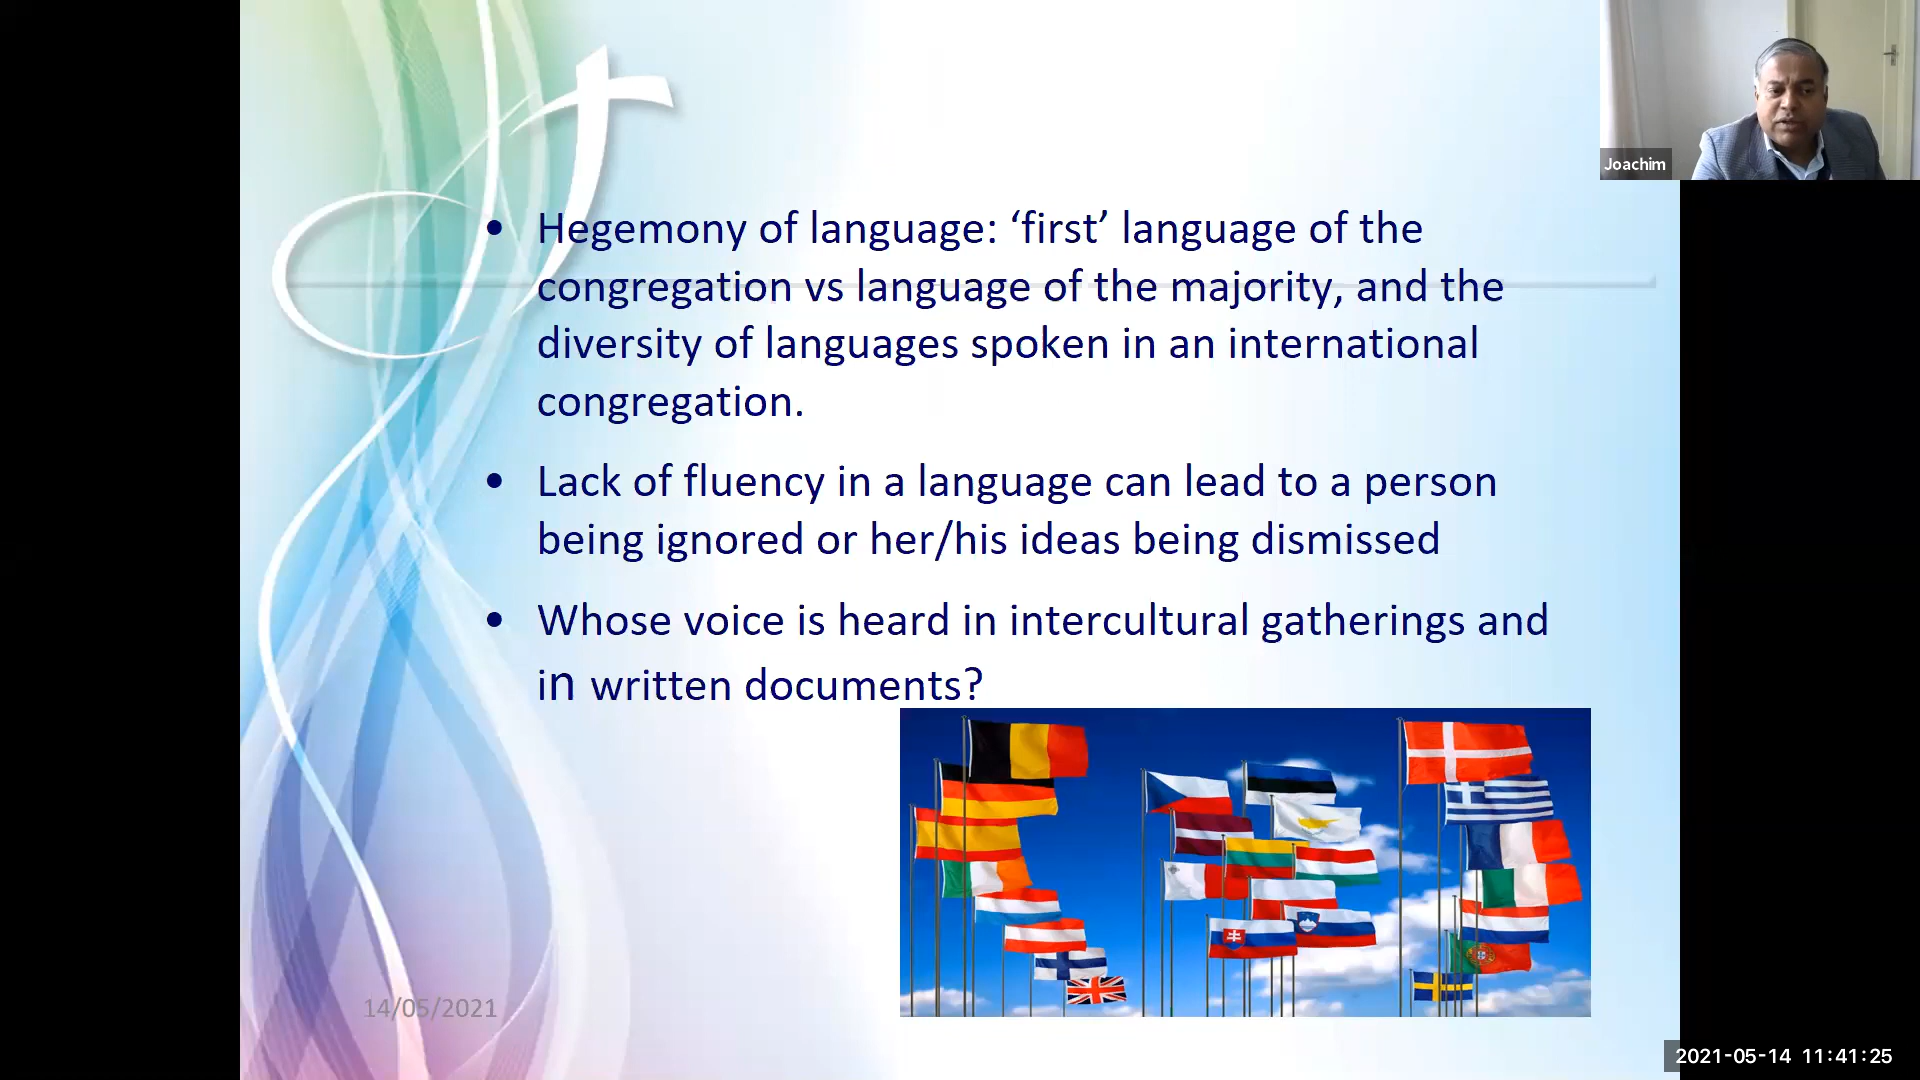 Joachim
• Hegemony of language: ‘first’ language of the
congregation vs language of the majority, and the
diversity of languages spoken in an international
congregation.
• Lack of fluency in a language can lead to a person
being ignored or her/his ideas being dismissed
• Whose voice is heard in intercultural gatherings and
in written documents?
14/05/2021
2021-05-14 11:41:25